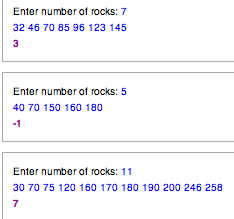 Enter number of rocks: 7
32 46 70 85 96 123 145
3
Enter number of rocks: 5
40 70 150 160 180
-1
Enter number of rocks: 11
30 70 75 120 160 170 180 190 200 246 258
7